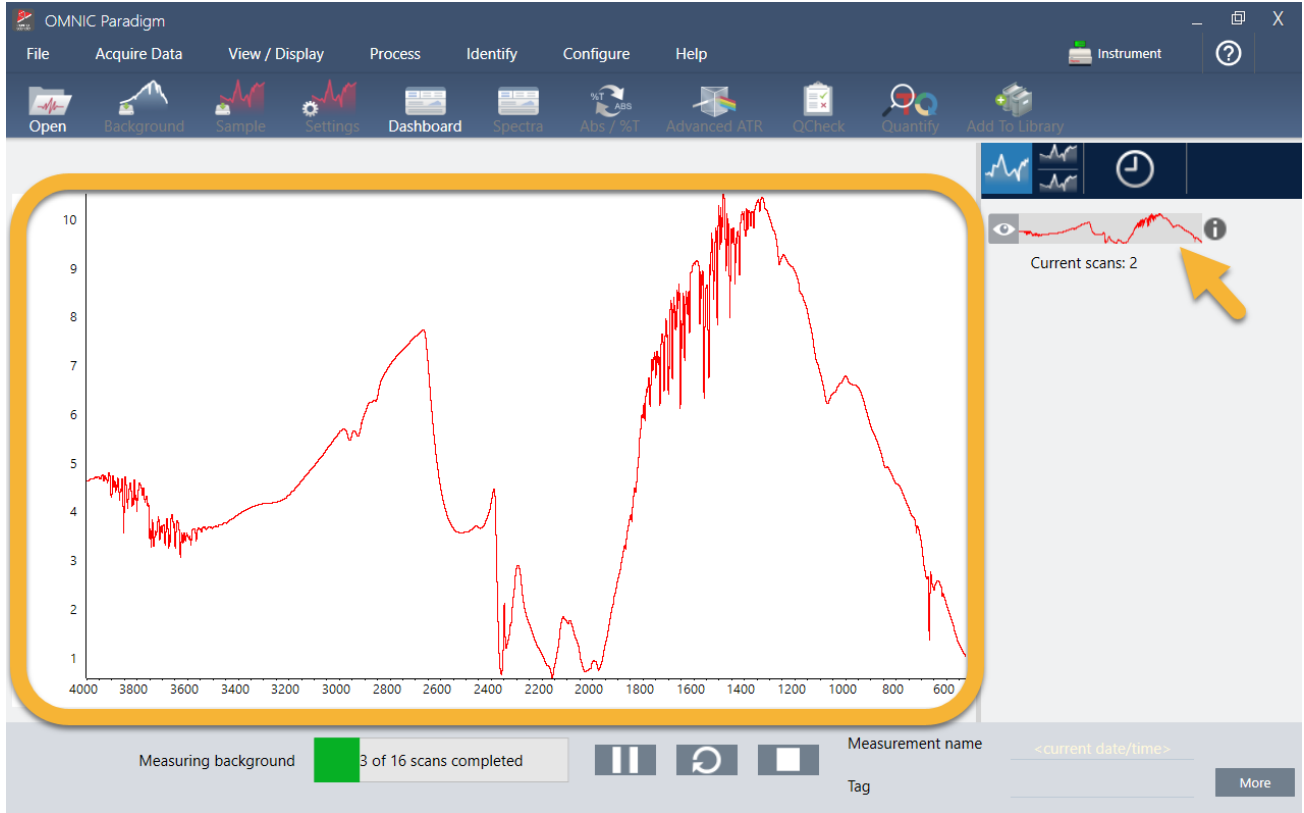 OMNIC Paradigm
File Acquire Data View / Display Process Identify Configure Help Instrument
%T ABS
Open Background Sample Settings Dashboard Spectra Abs / %T Advanced ATR QCheck Quantify Add To Library
Current scans: 2
10
9
8
7
6
5
4
3
2
1
4000 3800 3600 3400 3200 3000 2800 2600 2400 2200 2000 1800 1600 1400 1200 1000 800 600
Measuring background 3 of 16 scans completed
Measurement name <current date/time>
Tag
More